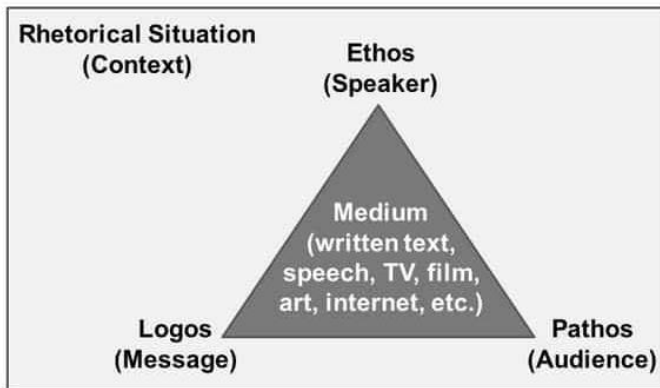 Rhetorical Situation
(Context)
Ethos
(Speaker)
Medium
(written text,
speech, TV, film,
art, internet, etc.)
Logos
(Message)
Pathos
(Audience)